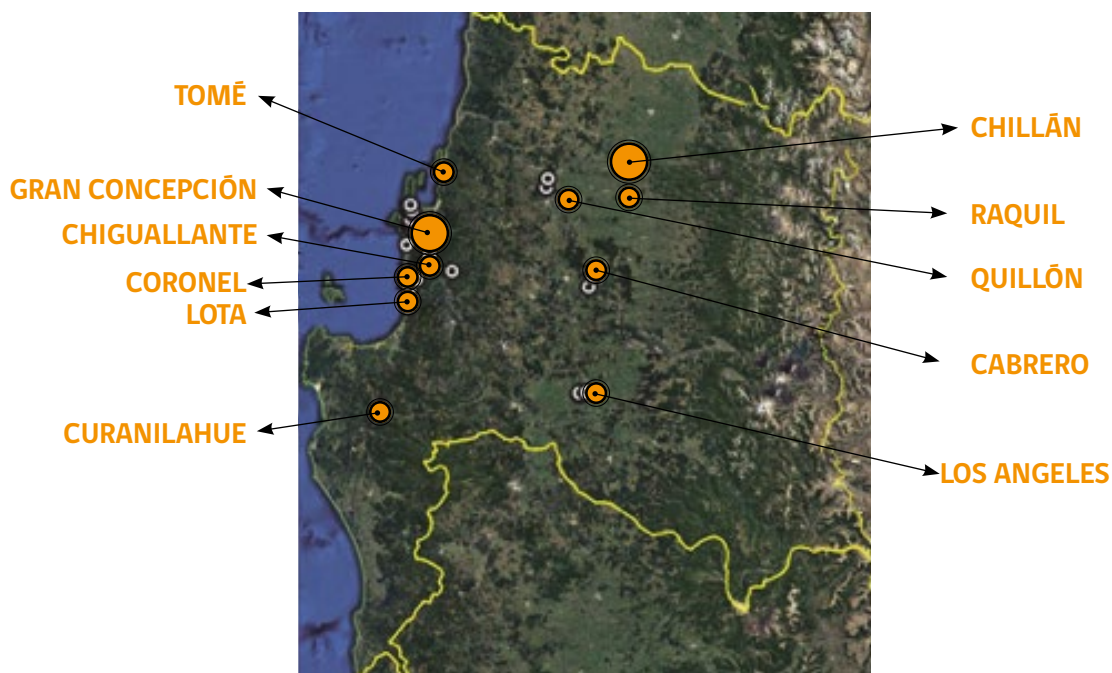 TOMÉ
GRAN CONCEPCIÓN
CHIGUALLANTE
CORONEL
LOTA
CURANILAHUE
CHILLÁN
RAQUIL
QUILLÓN
CABRERO
LOS ANGELES